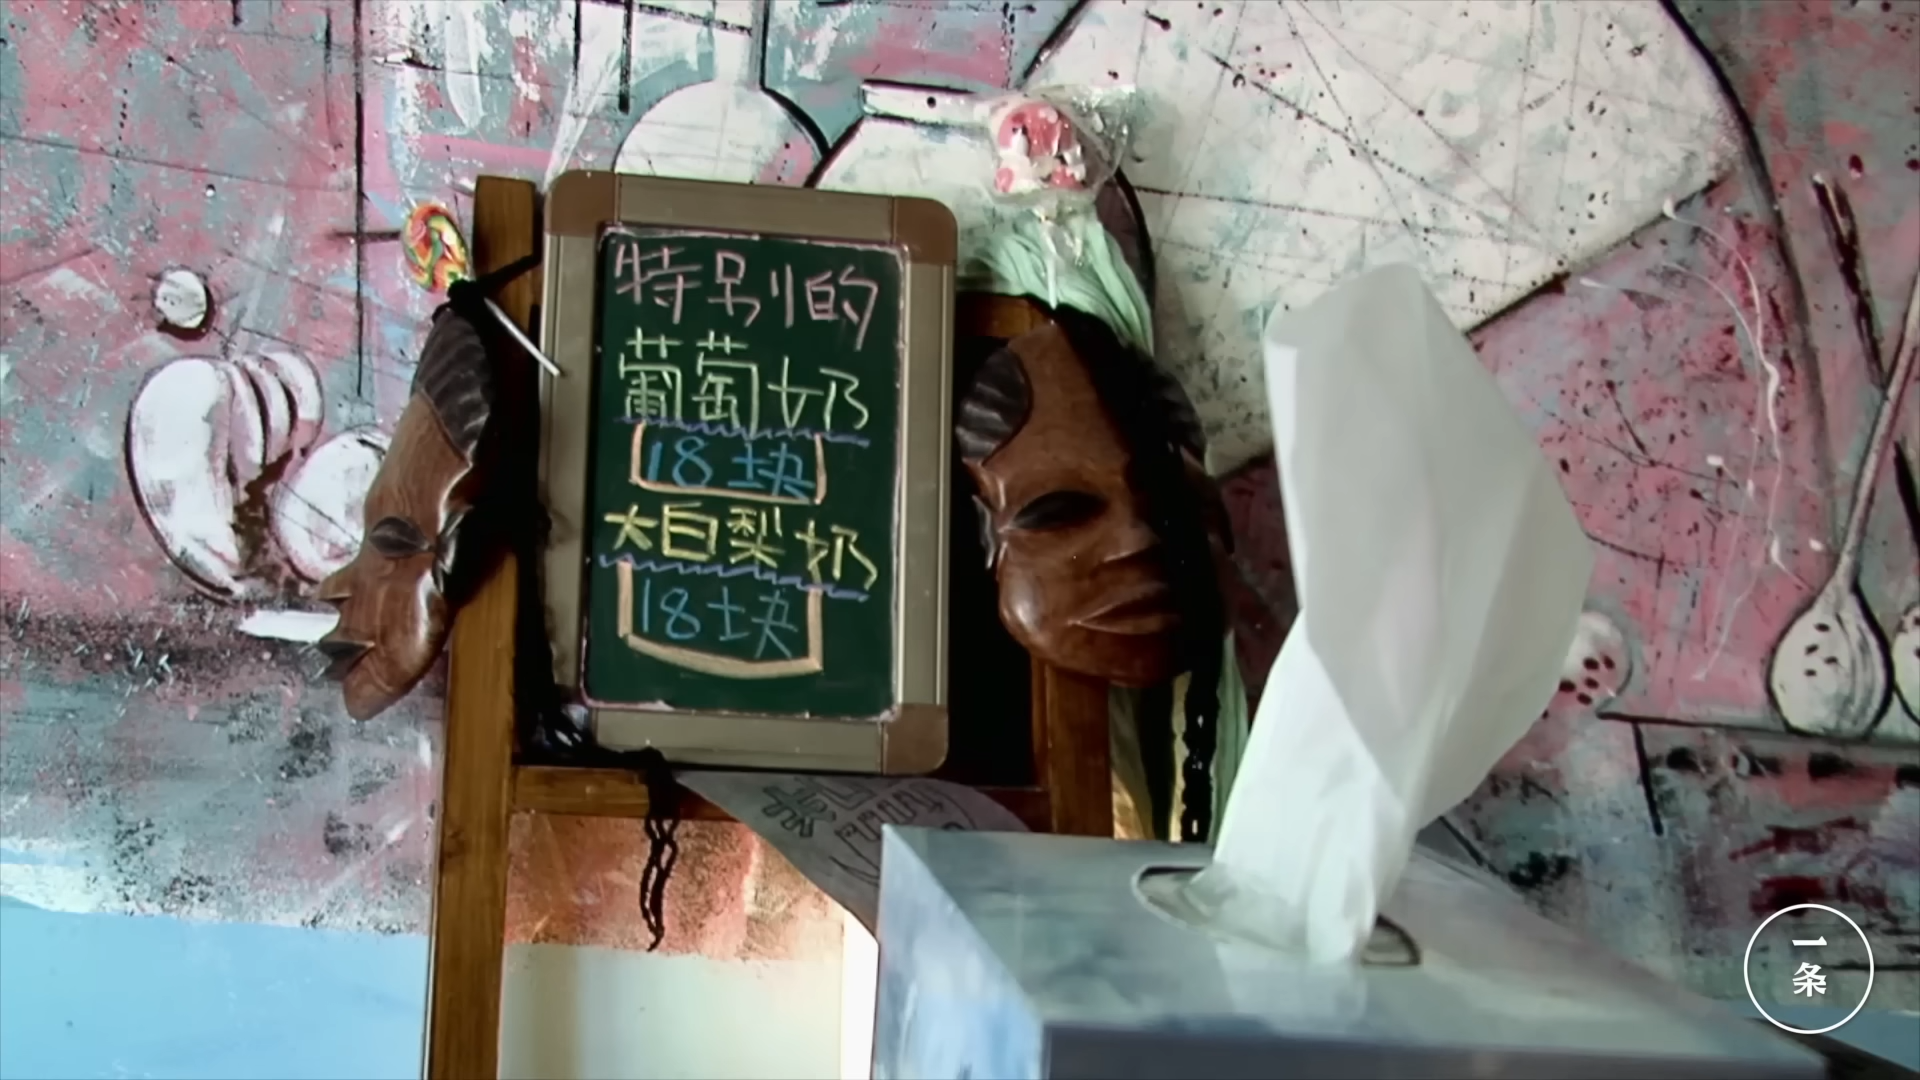 特别的
葡萄奶
18块
大白梨奶
18块
一条